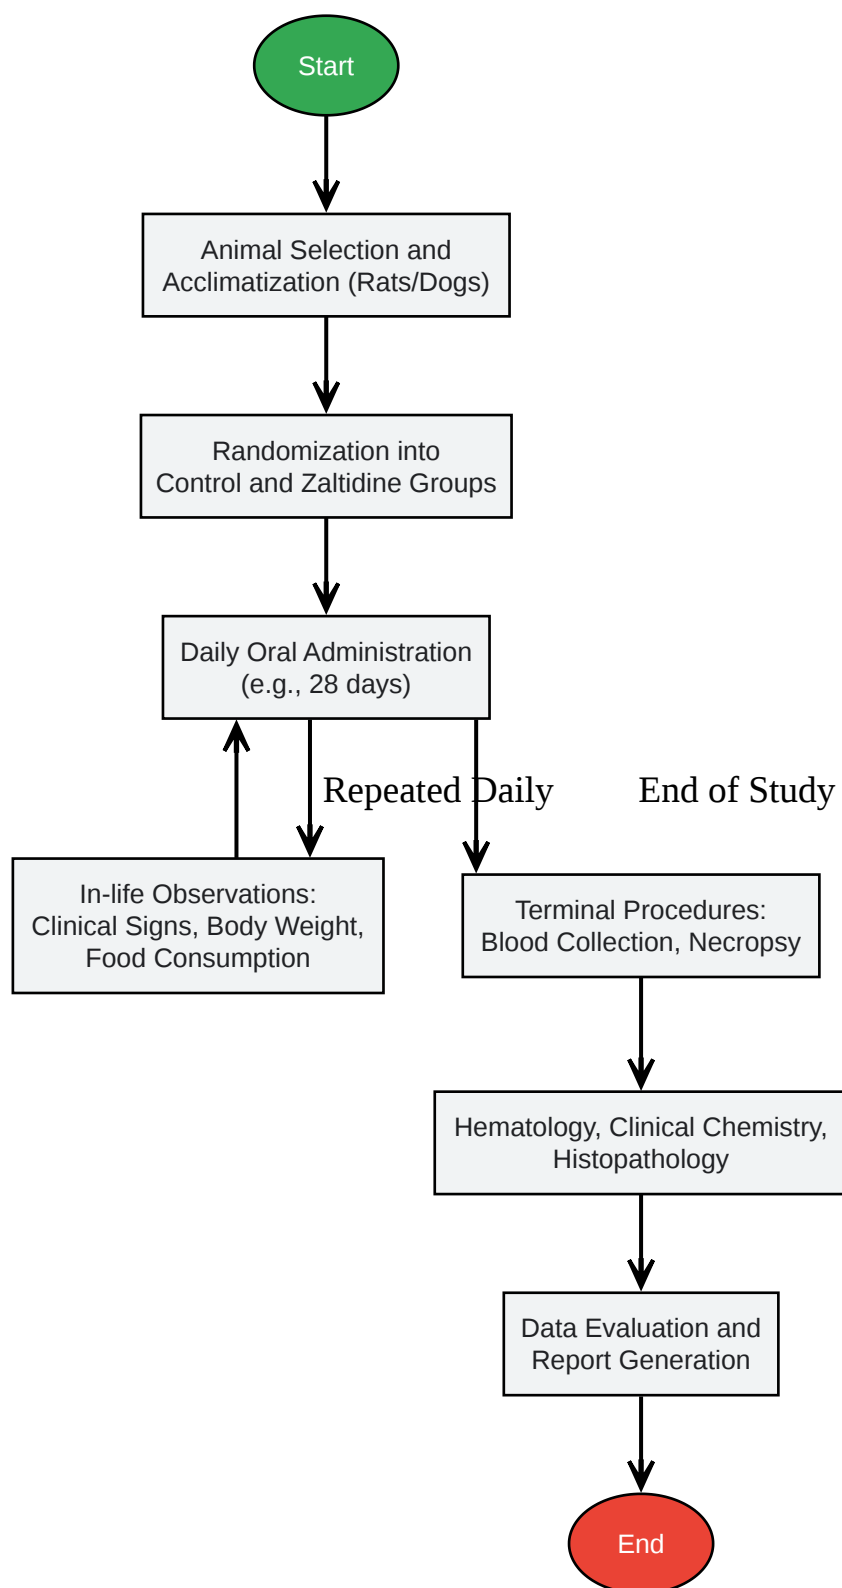 Start
Animal Selection and
Acclimatization (Rats/Dogs)
Randomization into
Control and Zaltidine Groups
Daily Oral Administration
(e.g., 28 days)
Repeated Daily
End of Study
In-life Observations:
Clinical Signs, Body Weight,
Food Consumption
Terminal Procedures:
Blood Collection, Necropsy
Hematology, Clinical Chemistry,
Histopathology
Data Evaluation and
Report Generation
End